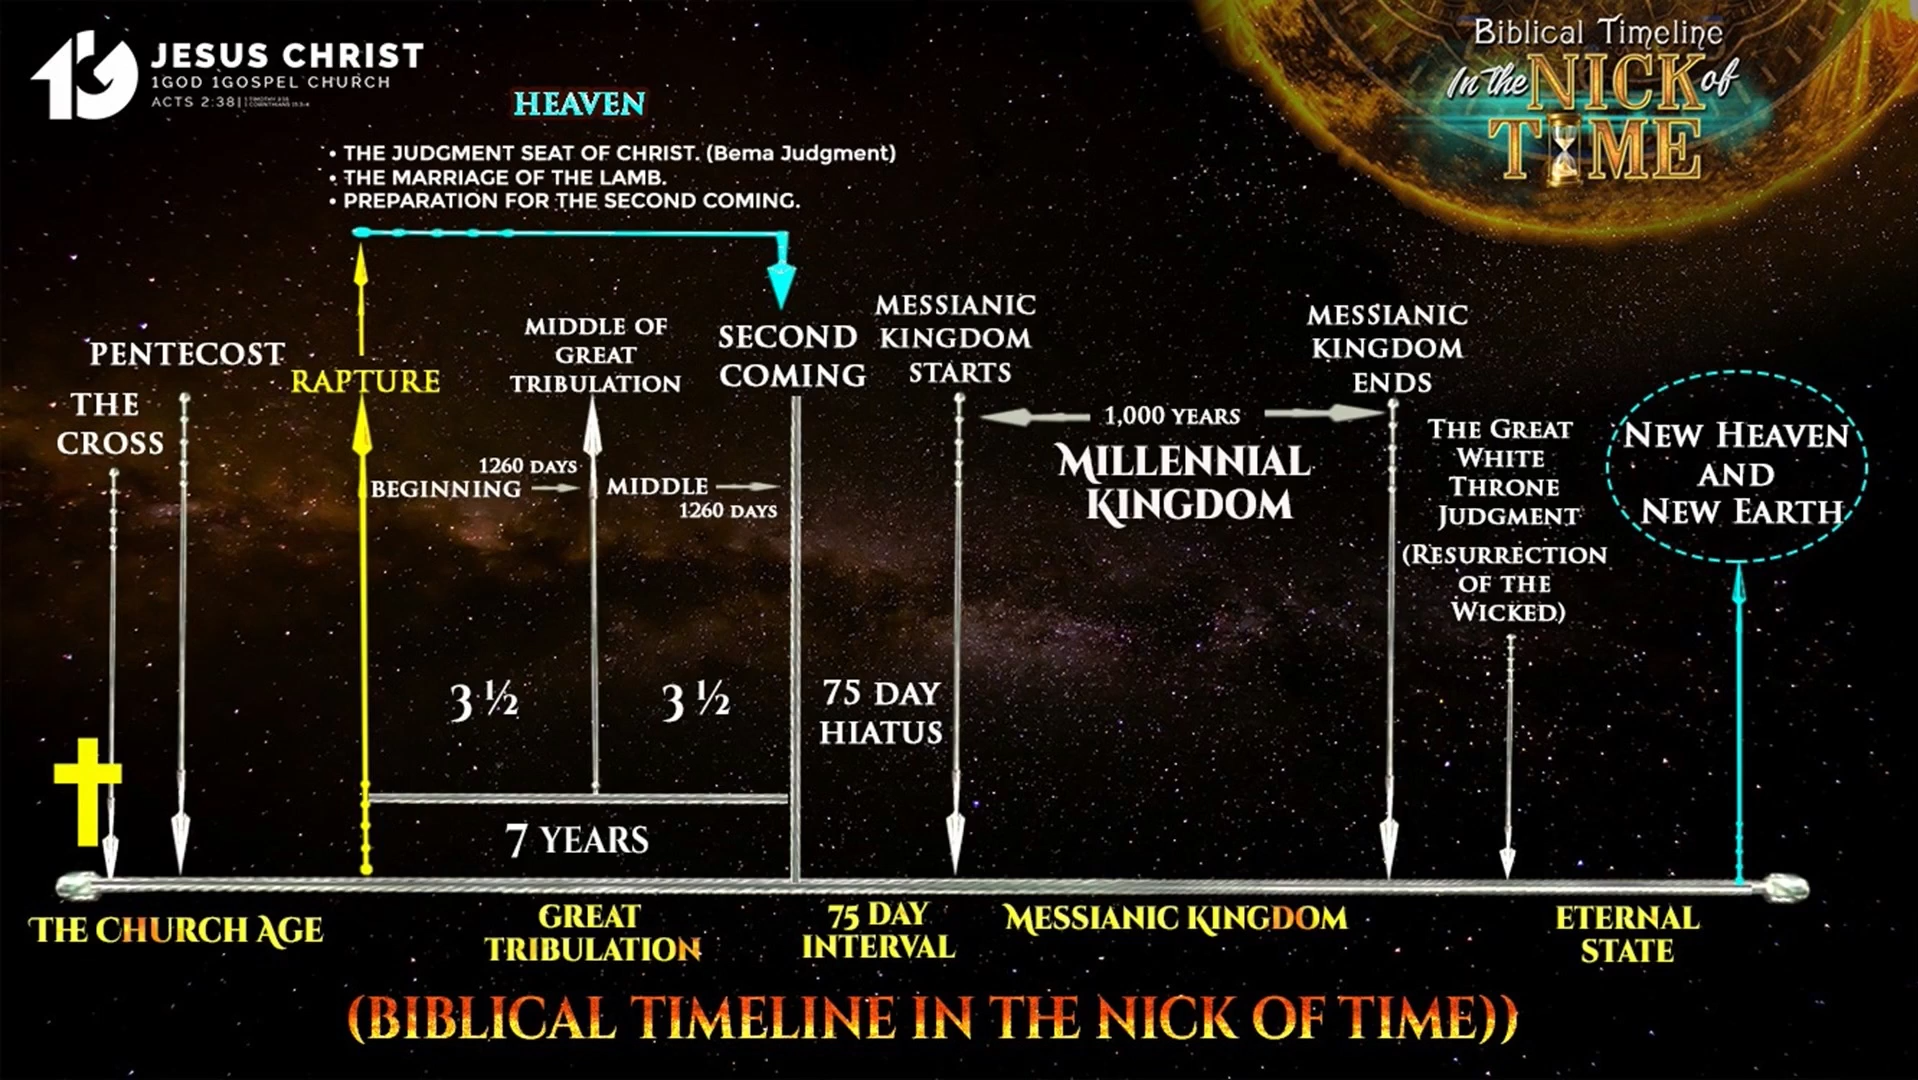 JESUS CHRIST
1GOD 1GOSPEL CHURCH
ACTS 2:38|
Biblical Timeline
In the NICK of
TIME
HEAVEN
• THE JUDGMENT SEAT OF CHRIST. (Bema Judgment)
• THE MARRIAGE OF THE LAMB.
• PREPARATION FOR THE SECOND COMING.
THE
CROSS
PENTECOST
RAPTURE
MIDDLE OF
GREAT
TRIBULATION
SECOND
COMING
MESSIANIC
KINGDOM
STARTS
MESSIANIC
KINGDOM
ENDS
1260 DAYS
BEGINNING
MIDDLE
1260 DAYS
1,000 YEARS
MILLENNIAL
KINGDOM
THE GREAT
WHITE
THRONE
JUDGMENT
(RESURRECTION
OF THE
WICKED)
NEW HEAVEN
AND
NEW EARTH
3 ½
3 ½
75 DAY
HIATUS
7 YEARS
THE CHURCH AGE
GREAT
TRIBULATION
75 DAY
INTERVAL
MESSIANIC KINGDOM
ETERNAL
STATE
(BIBLICAL TIMELINE IN THE NICK OF TIME))